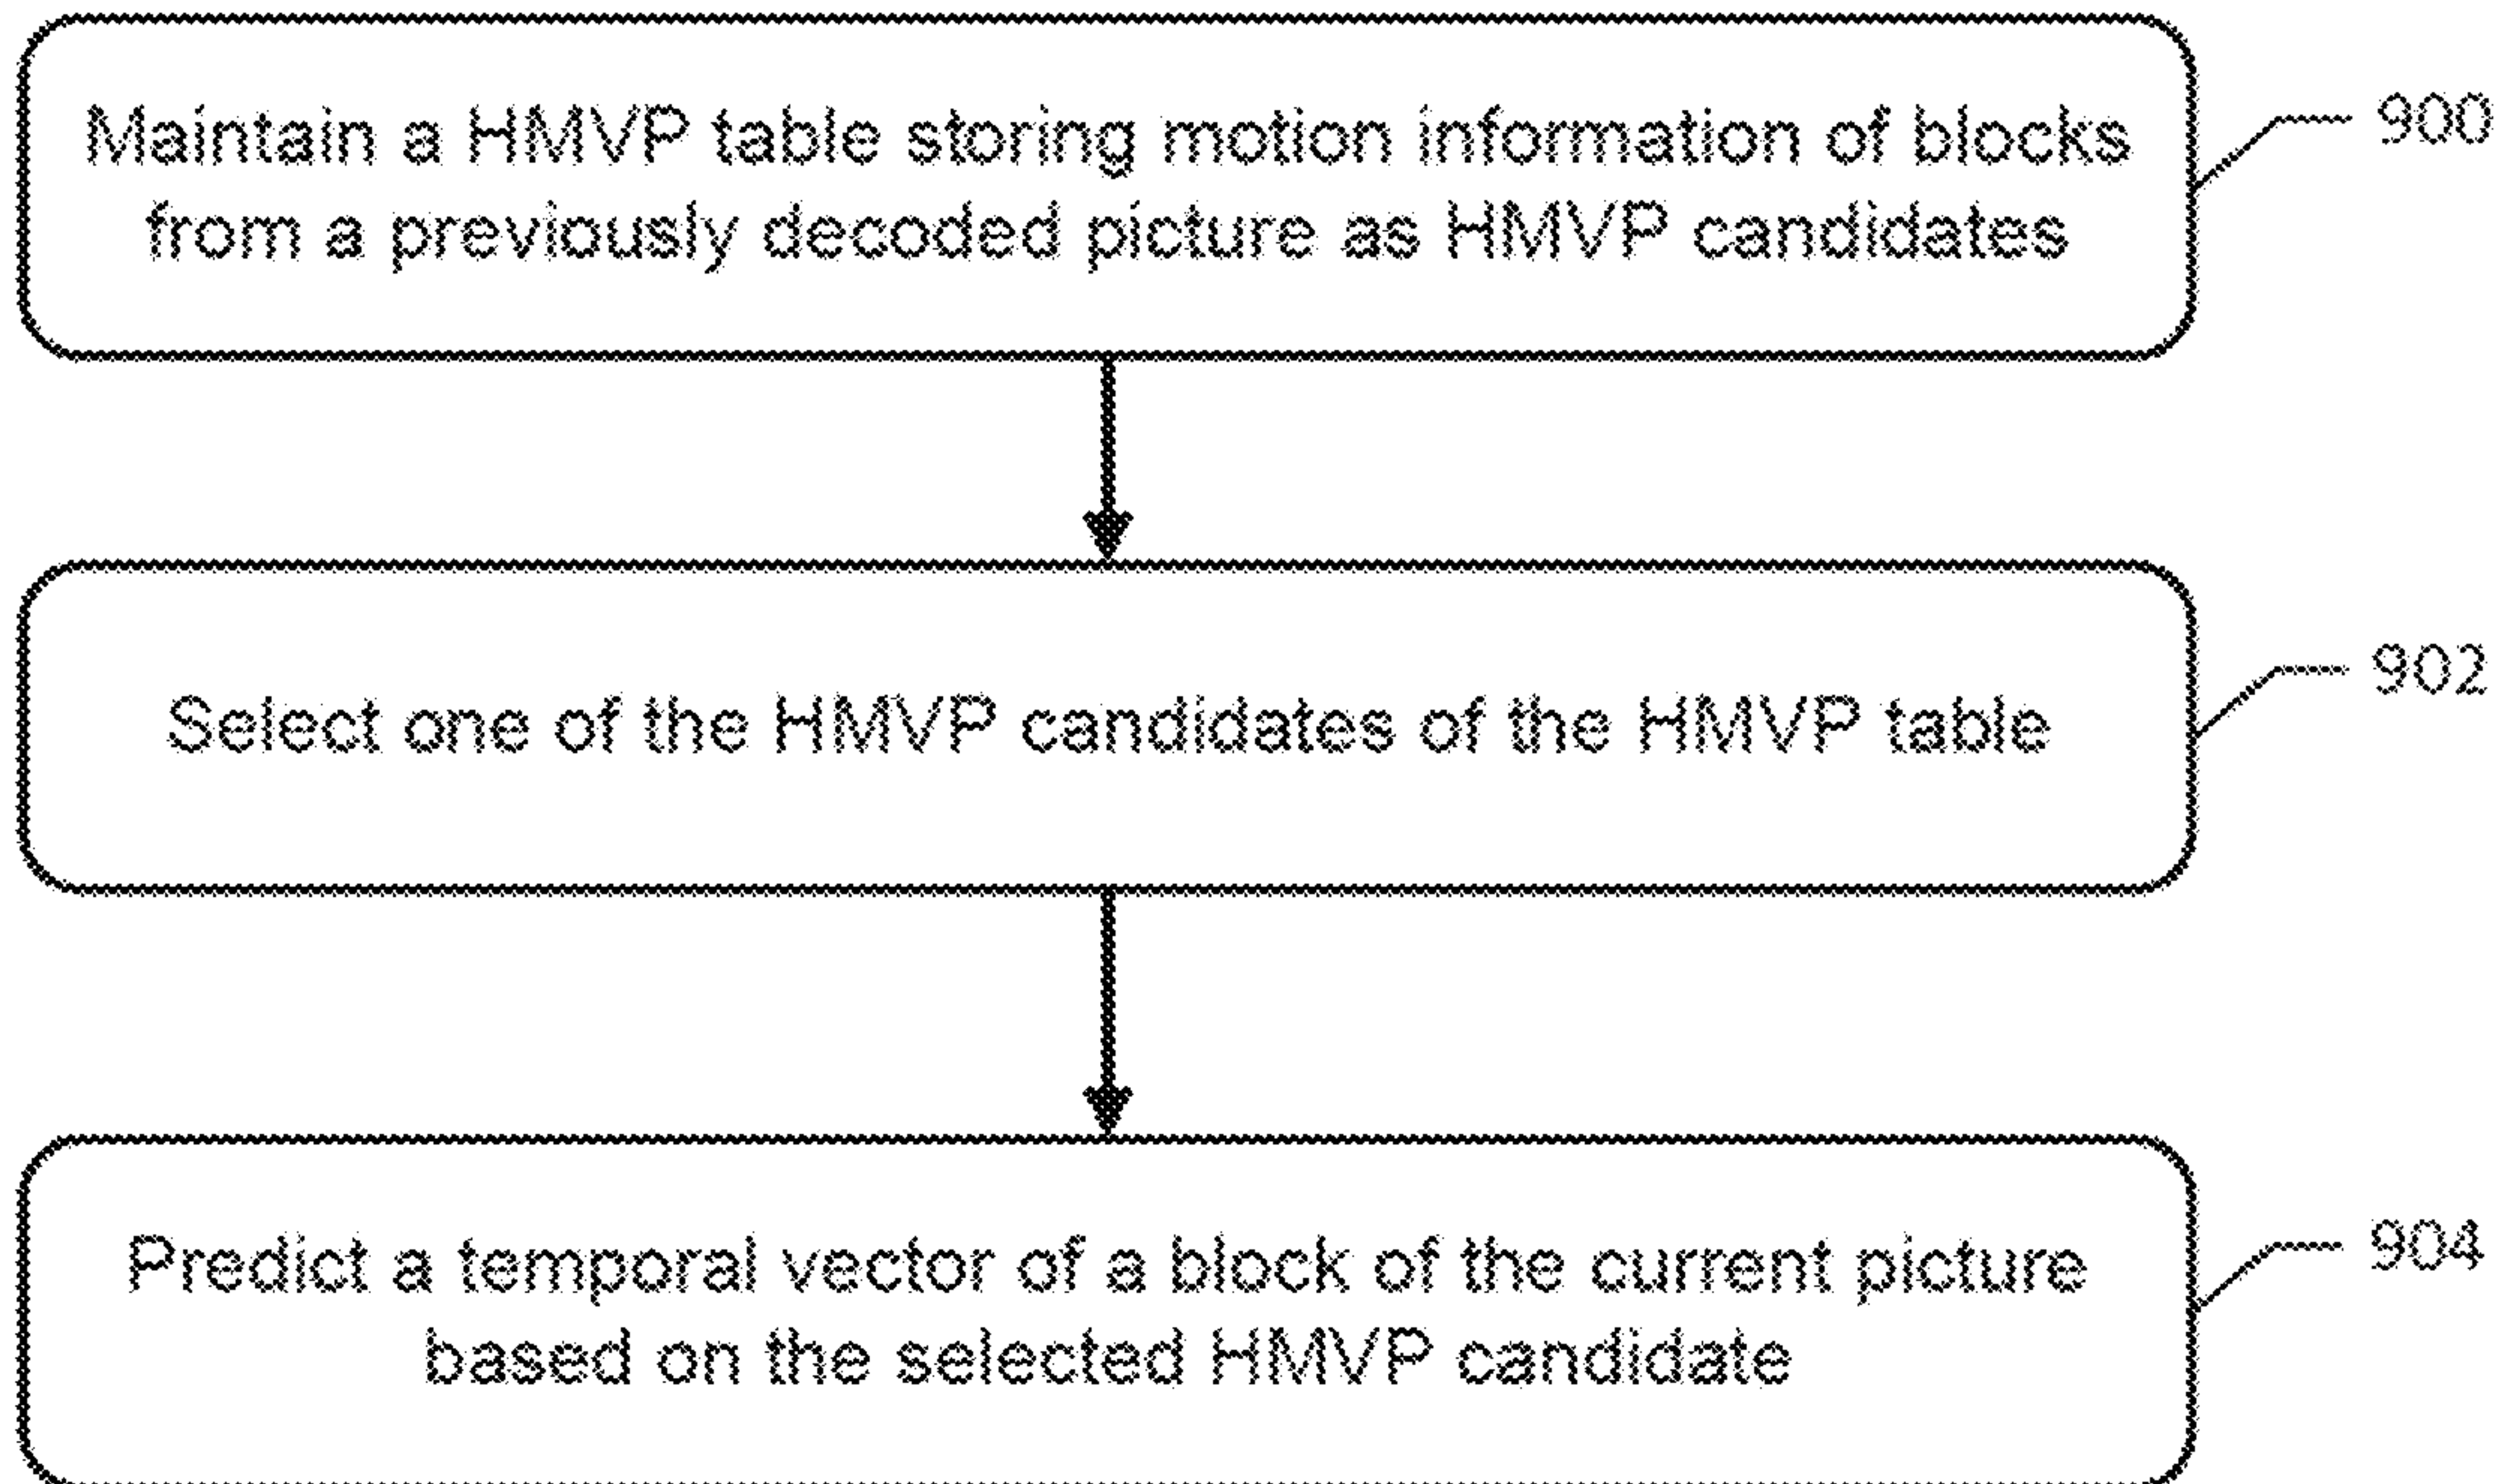 Maintain a HMVP table storing motion information of blocks
from a previously decoded picture as HMVP candidates
900
Select one of the HMVP candidates of the HMVP table
902
Predict a temporal vector of a block of the current picture
based on the selected HMVP candidate
904